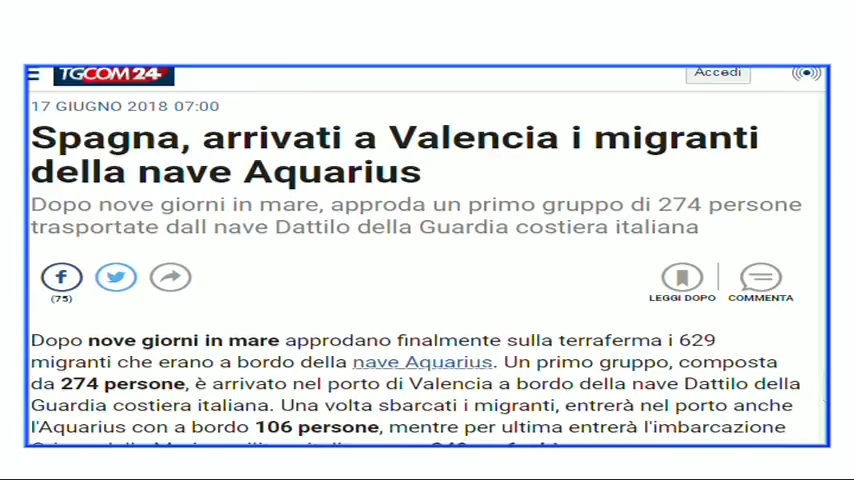 TGCOM24
Accedi
17 GIUGNO 2018 07:00
Spagna, arrivati a Valencia i migranti
della nave Aquarius
Dopo nove giorni in mare, approda un primo gruppo di 274 persone
trasportate dall nave Dattilo della Guardia costiera italiana
f
(75)
LEGGI DOPO COMMENTA
Dopo nove giorni in mare approdano finalmente sulla terraferma i 629
migranti che erano a bordo della nave Aquarius. Un primo gruppo, composta
da 274 persone, è arrivato nel porto di Valencia a bordo della nave Dattilo della
Guardia costiera italiana. Una volta sbarcati i migranti, entrerà nel porto anche
l'Aquarius con a bordo 106 persone, mentre per ultima entrerà l'imbarcazione